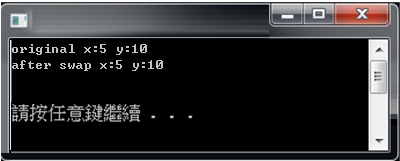 original x:5 y:10
after swap x:5 y:10
請按任意鍵繼續 . . .